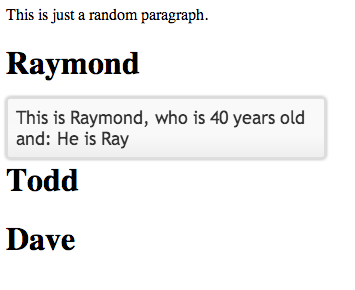 This is just a random paragraph.
Raymond
This is Raymond, who is 40 years old
and: He is Ray
Todd
Dave